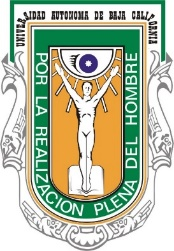 UNIVERSIDAD AUTONOMA DE BAJA CALIFORNIA
POR LA REALIZACION PLENA DEL HOMBRE